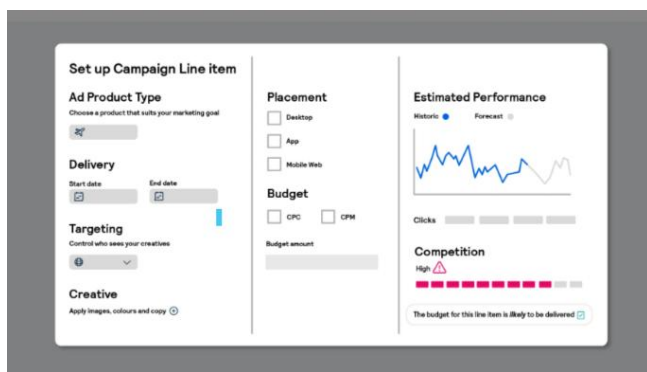 Set up Campaign Line item
Ad Product Type
Choose a product that suits your marketing goal
Delivery
Start date
End date
Targeting
Control who sees your creatives
Creative
Apply images, colours and copy
Placement
Desktop
App
Mobile Web
Budget
CPC
CPM
Budget amount
Estimated Performance
Historic
Forecast
Clicks
Competition
High
The budget for this line item is likely to be delivered